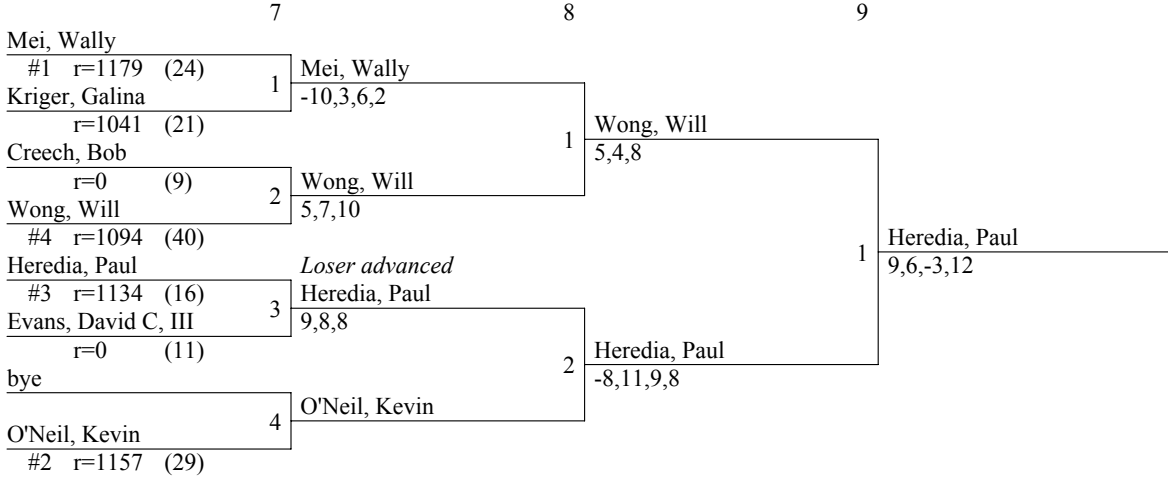 7 8 9
Mei, Wally
#1 r=1179 (24)
1
Mei, Wally
-10,3,6,2
Kriger, Galina
r=1041 (21)
1
Wong, Will
5,4,8
Creech, Bob
r=0 (9)
2
Wong, Will
5,7,10
Wong, Will
#4 r=1094 (40)
1
Heredia, Paul
9,6,-3,12
Heredia, Paul
#3 r=1134 (16)
3
Loser advanced
Heredia, Paul
9,8,8
Evans, David C, III
r=0 (11)
2
Heredia, Paul
-8,11,9,8
bye
4
O'Neil, Kevin
O'Neil, Kevin
#2 r=1157 (29)